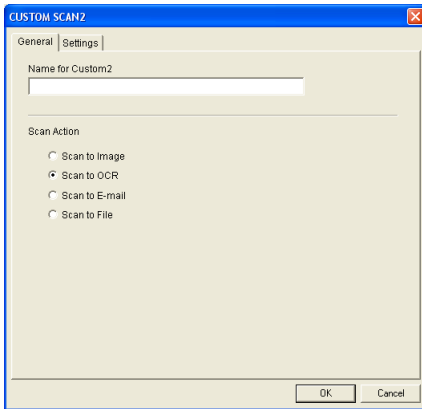 CUSTOM SCAN2
General Settings
Name for Custom2
Scan Action
Scan to Image
Scan to OCR
Scan to E-mail
Scan to File
OK Cancel